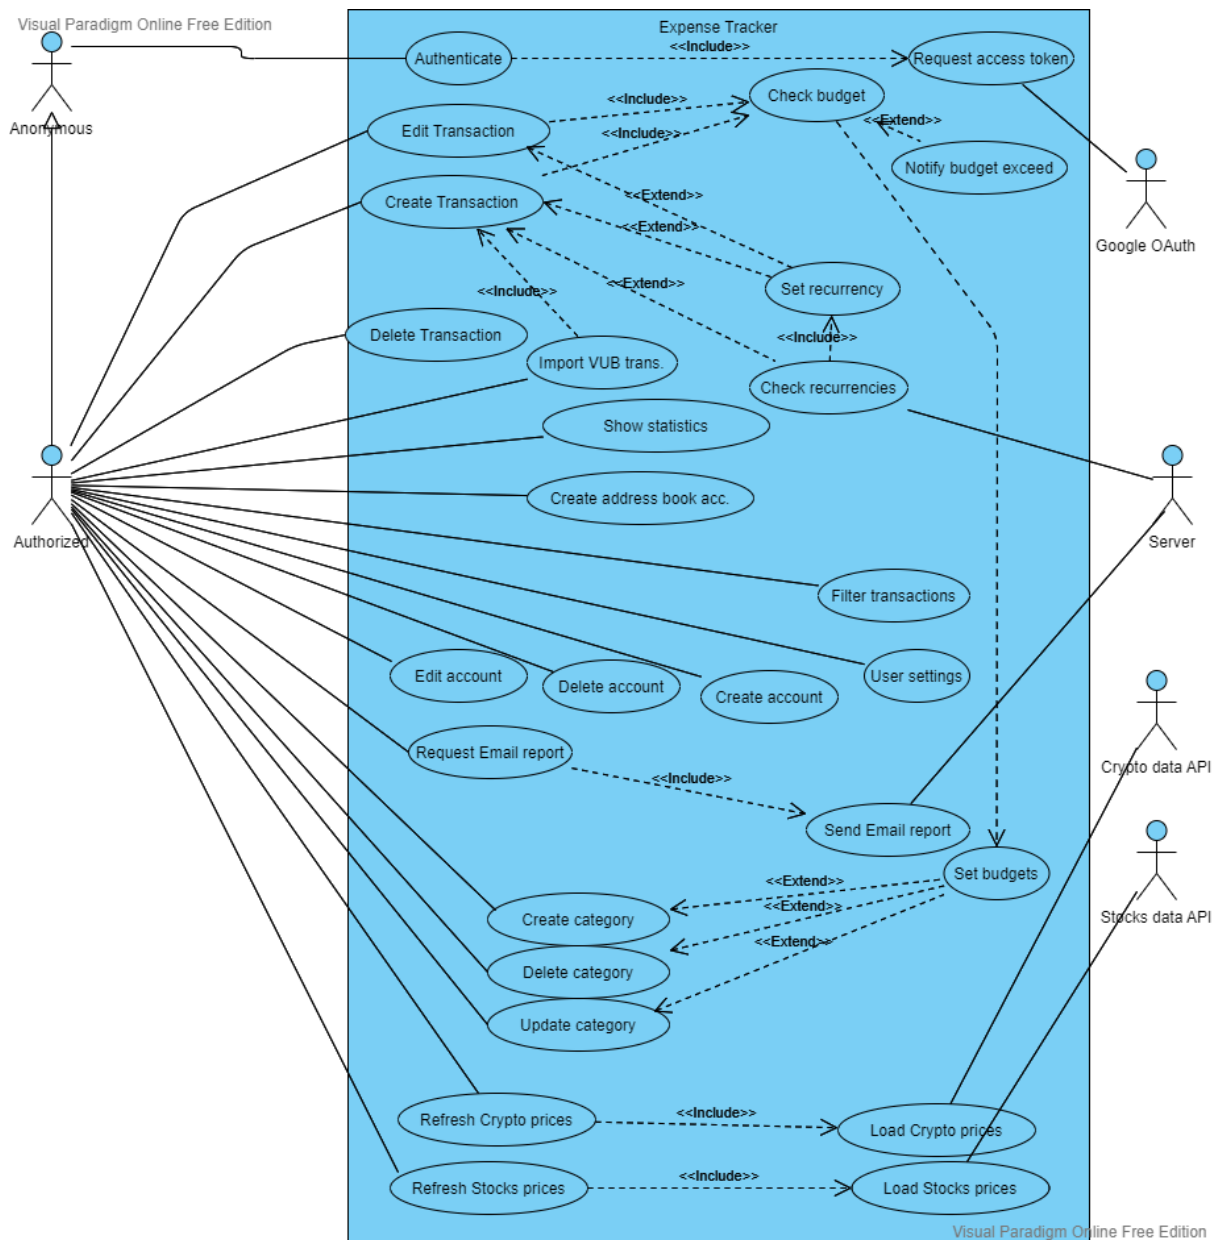 Visual Paradigm Online Free Edition
Expense Tracker
Authenticate
<<Include>>
Request access token
Anonymous
Check budget
<<Include>>
Edit Transaction
<<Include>>
<<Extend>>
Notify budget exceed
Create Transaction
<<Extend>>
<<Extend>>
Google OAuth
<<Include>>
<<Extend>>
Set recurrency
Delete Transaction
<<Include>>
Import VUB trans.
Check recurrencies
Show statistics
Create address book acc.
Authorized
Server
Filter transactions
Edit account
Delete account
Create account
User settings
Request Email report
<<Include>>
Crypto data API
Send Email report
Set budgets
<<Extend>>
<<Extend>>
<<Extend>>
Stocks data API
Create category
Delete category
Update category
Refresh Crypto prices
<<Include>>
Load Crypto prices
Refresh Stocks prices
<<Include>>
Load Stocks prices
Visual Paradigm Online Free Edition